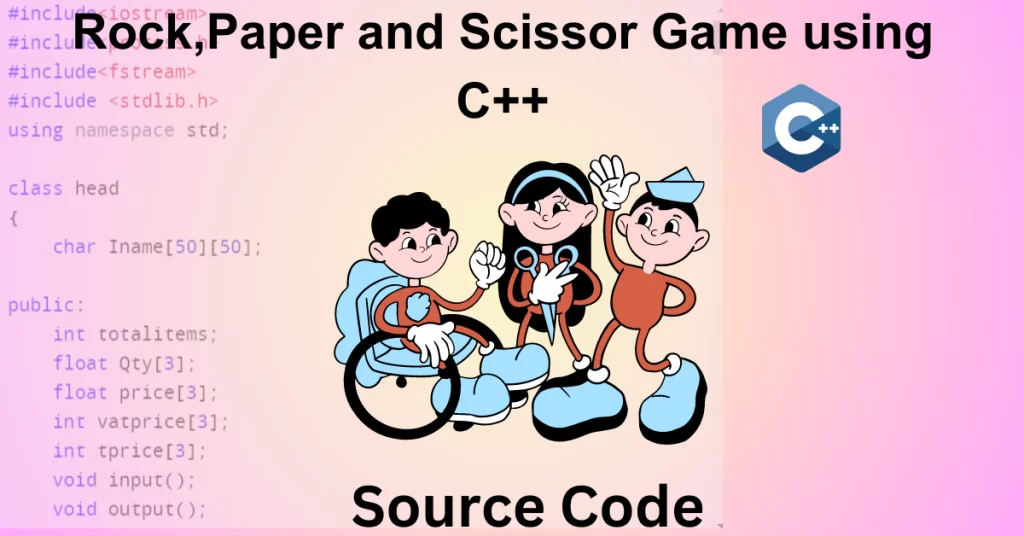 #include<iostream>
Rock,Paper and Scissor Game using
C++
#include<process.h>
#include<fstream>
#include <stdlib.h>
using namespace std;
class head
{
char Iname[50][50];
public:
int totalitems;
float Qty[3];
float price[3];
int vatprice[3];
int tprice[3];
void input();
void output();
C++
Source Code